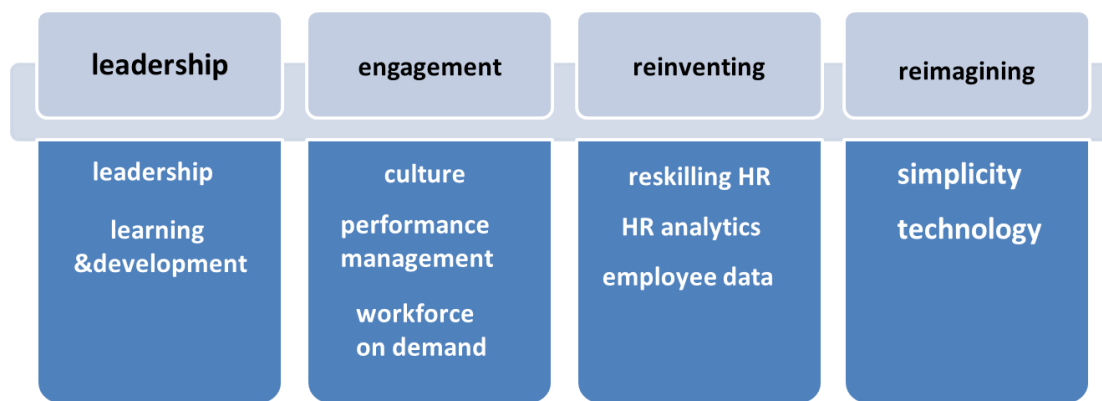 leadership
engagement
reinventing
reimagining
leadership
learning
&development
culture
performance
management
workforce
on demand
reskilling HR
HR analytics
employee data
simplicity
technology